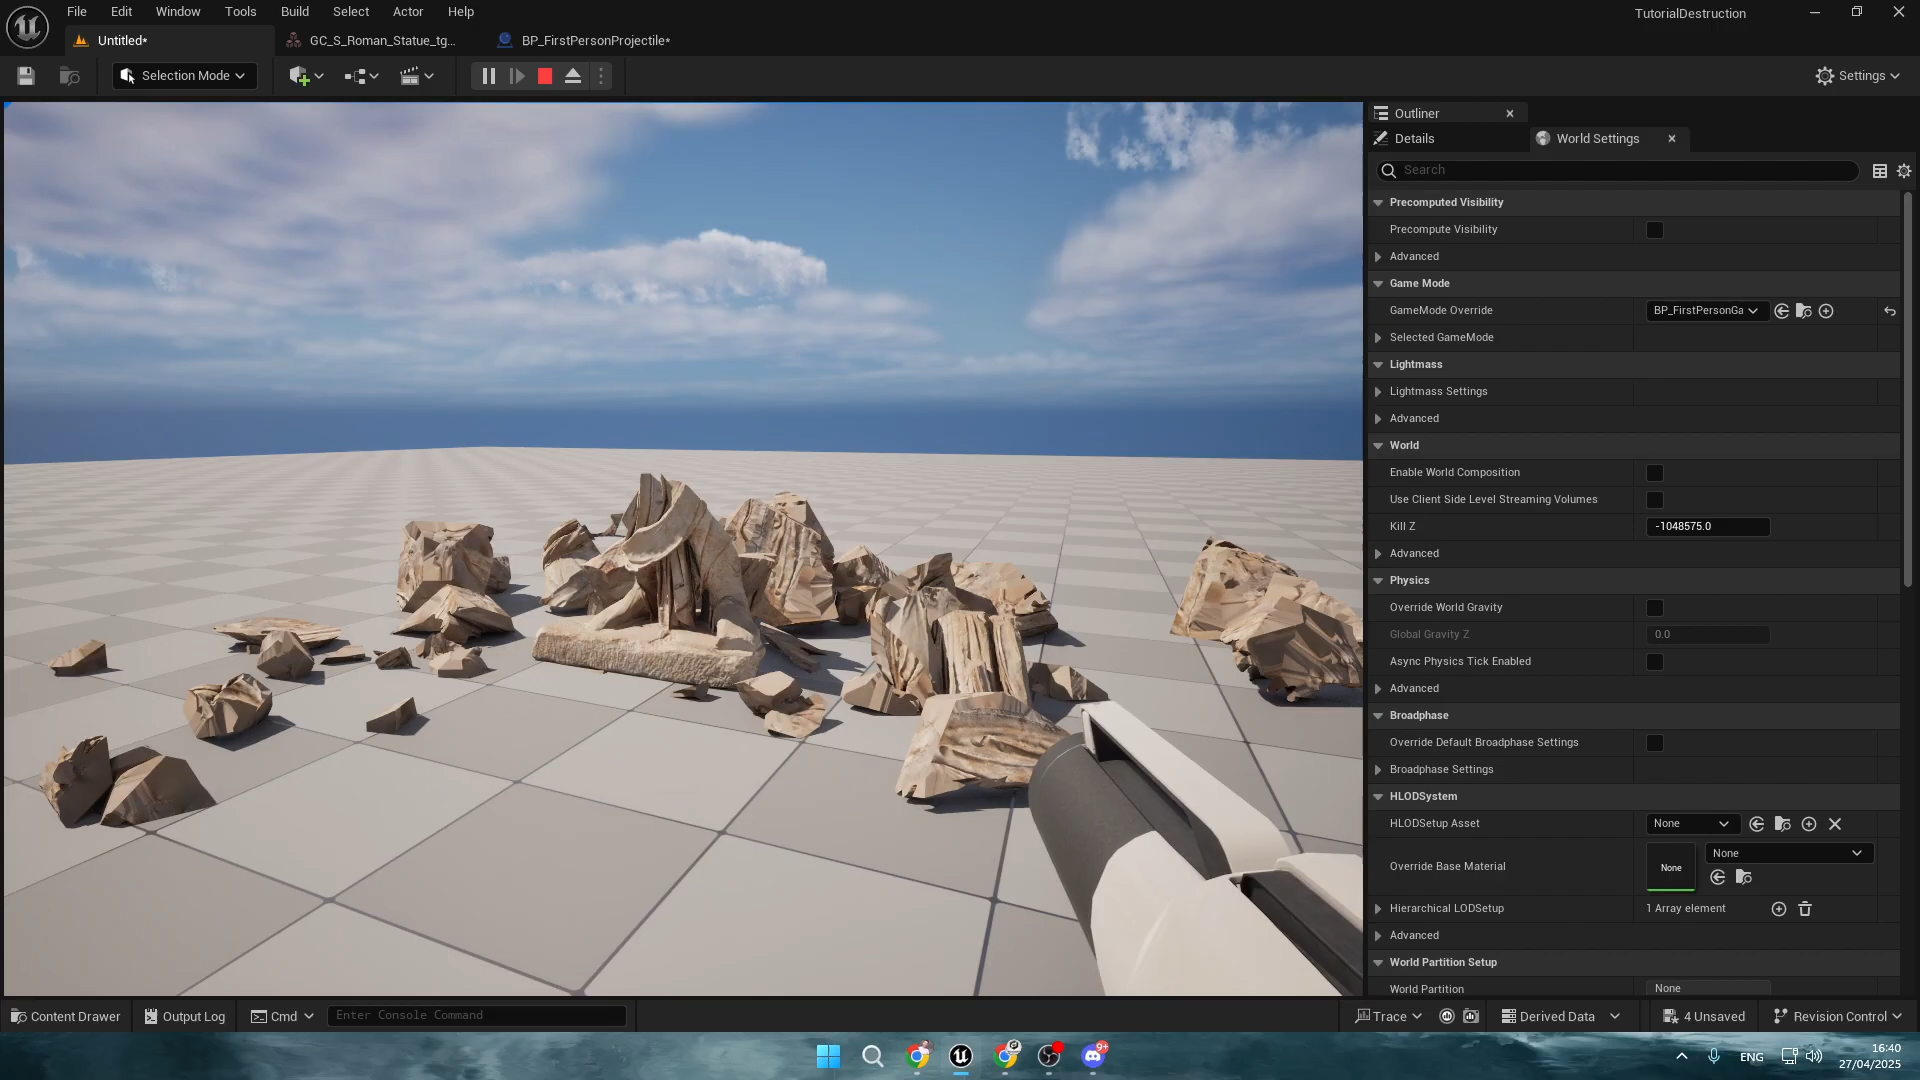 File Edit Window Tools Build Select Actor Help
TutorialDestruction
Untitled*
GC_S_Roman_Statue_tg...
BP_FirstPersonProjectile*
Selection Mode
Settings
Outliner
Details
World Settings
Search
Precomputed Visibility
Precompute Visibility
Advanced
Game Mode
GameMode Override
BP_FirstPersonGa
Selected GameMode
Lightmass
Lightmass Settings
Advanced
World
Enable World Composition
Use Client Side Level Streaming Volumes
Kill Z
-1048575.0
Advanced
Physics
Override World Gravity
Global Gravity Z
0.0
Async Physics Tick Enabled
Advanced
Broadphase
Override Default Broadphase Settings
Broadphase Settings
HLODSystem
HLODSetup Asset
None
Override Base Material
None
None
Hierarchical LODSetup
1 Array element
Advanced
World Partition Setup
World Partition
None
Content Drawer
Output Log
Cmd
Enter Console Command
Trace
Derived Data
4 Unsaved
Revision Control
9+
ENG
16:40
27/04/2025